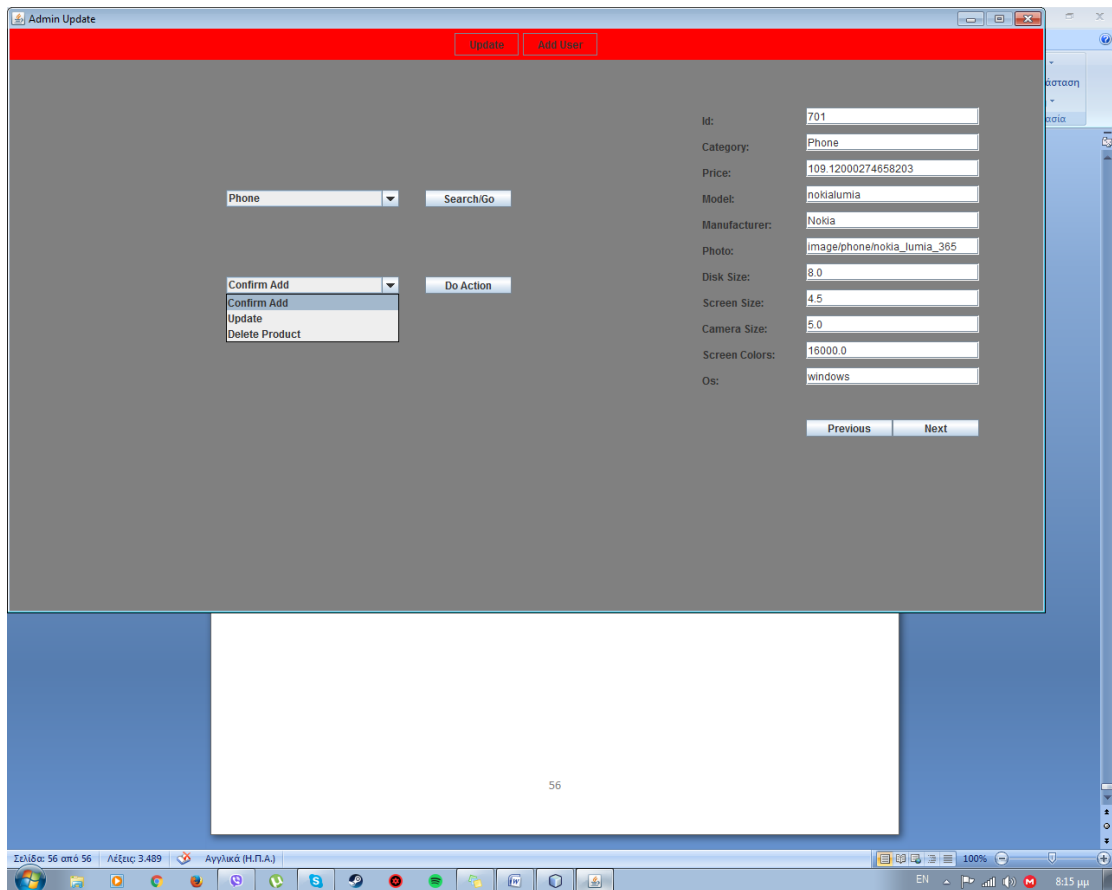 Admin Update
Update Add User
άσταση
ασία
Id: 701
Category: Phone
Price: 109.12000274658203
Phone Search/Go
Model: nokialumia
Manufacturer: Nokia
Photo: image/phone/nokia_lumia_365
Disk Size: 8.0
Confirm Add Do Action
Confirm Add
Update
Delete Product
Screen Size: 4.5
Camera Size: 5.0
Screen Colors: 16000.0
Os: windows
Previous Next
56
Σελίδα: 56 από 56 Λέξεις: 3.489 Αγγλικά (Η.Π.Α.) 100%
EN 8:15 μμ